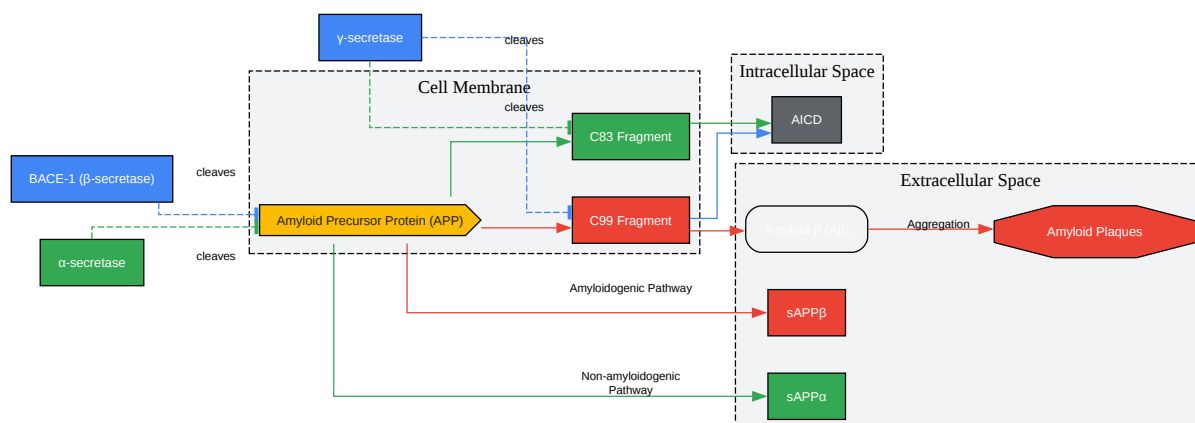 γ-secretase
cleaves
Intracellular Space
Cell Membrane
cleaves
AICD
C83 Fragment
BACE-1 (β-secretase)
cleaves
Extracellular Space
Amyloid Precursor Protein (APP)
C99 Fragment
Amyloid-β (Aβ)
Aggregation
Amyloid Plaques
α-secretase
cleaves
Amyloidogenic Pathway
sAPPβ
Non-amyloidogenic
Pathway
sAPPα